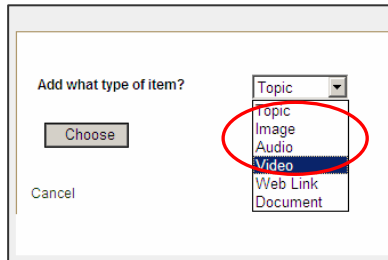 Add what type of item?
Topic
Topic
Image
Choose
Audio
Video
Web Link
Cancel
Document